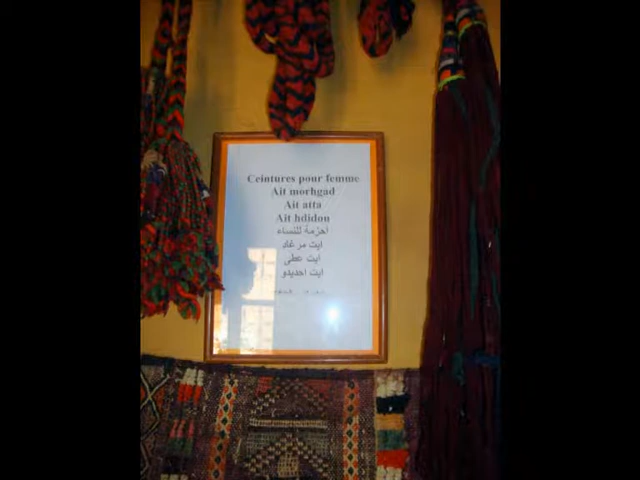 Ceintures pour femme
Ait morhgad
Ait atta
Ait hdidou
أحزمة للنساء
ايت مرغاد
ايت عطى
ايت احديدو